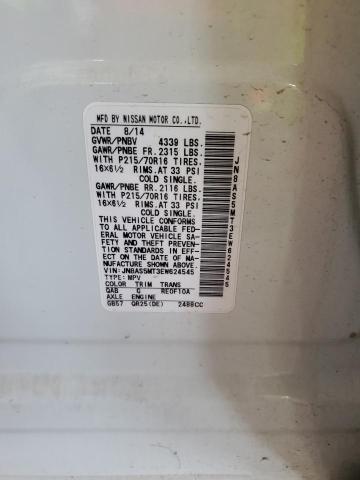 MFD BY NISSAN MOTOR CO.,LTD.
DATE 8/14
GVWR/PNBV 4339 LBS.
GAWR/PNBE FR. 2315 LBS.
WITH P215/70R16 TIRES,
16X6½ RIMS.AT 33 PSI
COLD SINGLE.
GAWR/PNBE RR. 2116 LBS.
WITH P215/70R16 TIRES,
16X6½ RIMS.AT 33 PSI
COLD SINGLE.
THIS VEHICLE CONFORMS
TO ALL APPLICABLE FED-
ERAL MOTOR VEHICLE SA-
FETY AND THEFT PREVEN-
TION STANDARDS IN EFF-
ECT ON THE DATE OF MA-
NUFACTURE SHOWN ABOVE.
VIN:JN8AS5MT3EW624545
TYPE: MPV
COLOR TRIM TRANS
QAB G RE0F10A
AXLE ENGINE
GB57 QR25(DE) 2488CC
JN8AS5MT3EW624545